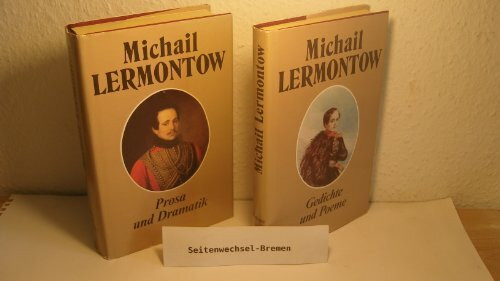 Michail
LERMONTOW
Prosa
und Dramatik
Michail Lermontow
Michail
LERMONTOW
Gedichte
und Poeme
Seitenwechsel-Bremen